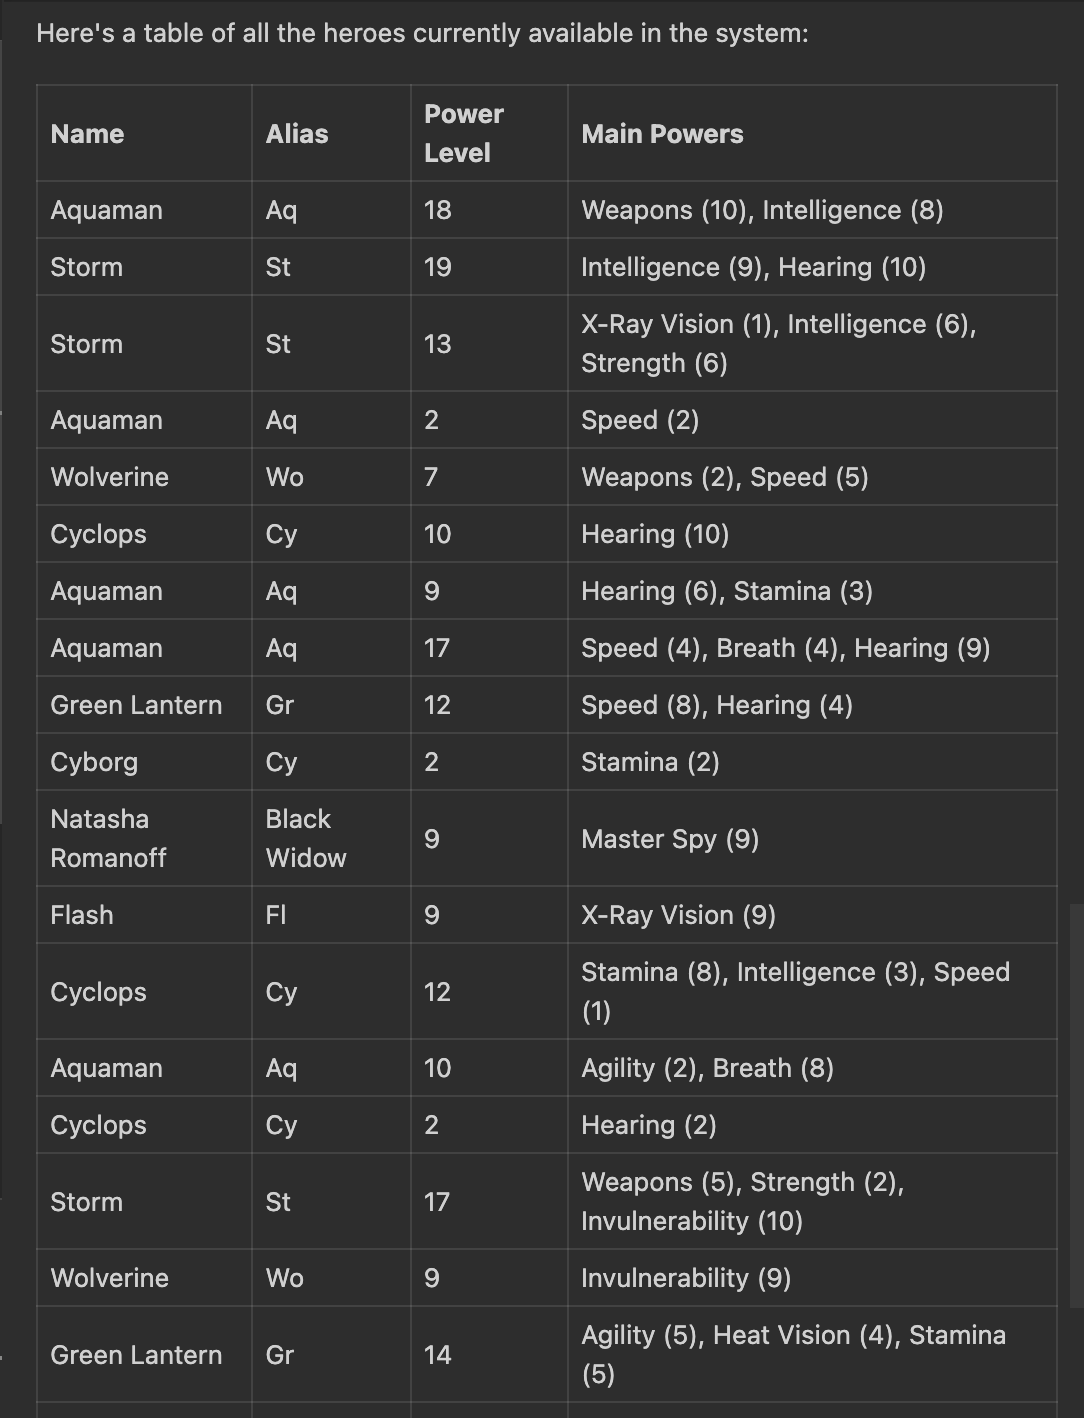 Here's a table of all the heroes currently available in the system:
Name Alias Power Level Main Powers
Aquaman Aq 18 Weapons (10), Intelligence (8)
Storm St 19 Intelligence (9), Hearing (10)
Storm St 13 X-Ray Vision (1), Intelligence (6),
Strength (6)
Aquaman Aq 2 Speed (2)
Wolverine Wo 7 Weapons (2), Speed (5)
Cyclops Cy 10 Hearing (10)
Aquaman Aq 9 Hearing (6), Stamina (3)
Aquaman Aq 17 Speed (4), Breath (4), Hearing (9)
Green Lantern Gr 12 Speed (8), Hearing (4)
Cyborg Cy 2 Stamina (2)
Natasha Romanoff Black Widow 9 Master Spy (9)
Flash Fl 9 X-Ray Vision (9)
Cyclops Cy 12 Stamina (8), Intelligence (3), Speed
(1)
Aquaman Aq 10 Agility (2), Breath (8)
Cyclops Cy 2 Hearing (2)
Storm St 17 Weapons (5), Strength (2),
Invulnerability (10)
Wolverine Wo 9 Invulnerability (9)
Green Lantern Gr 14 Agility (5), Heat Vision (4), Stamina
(5)